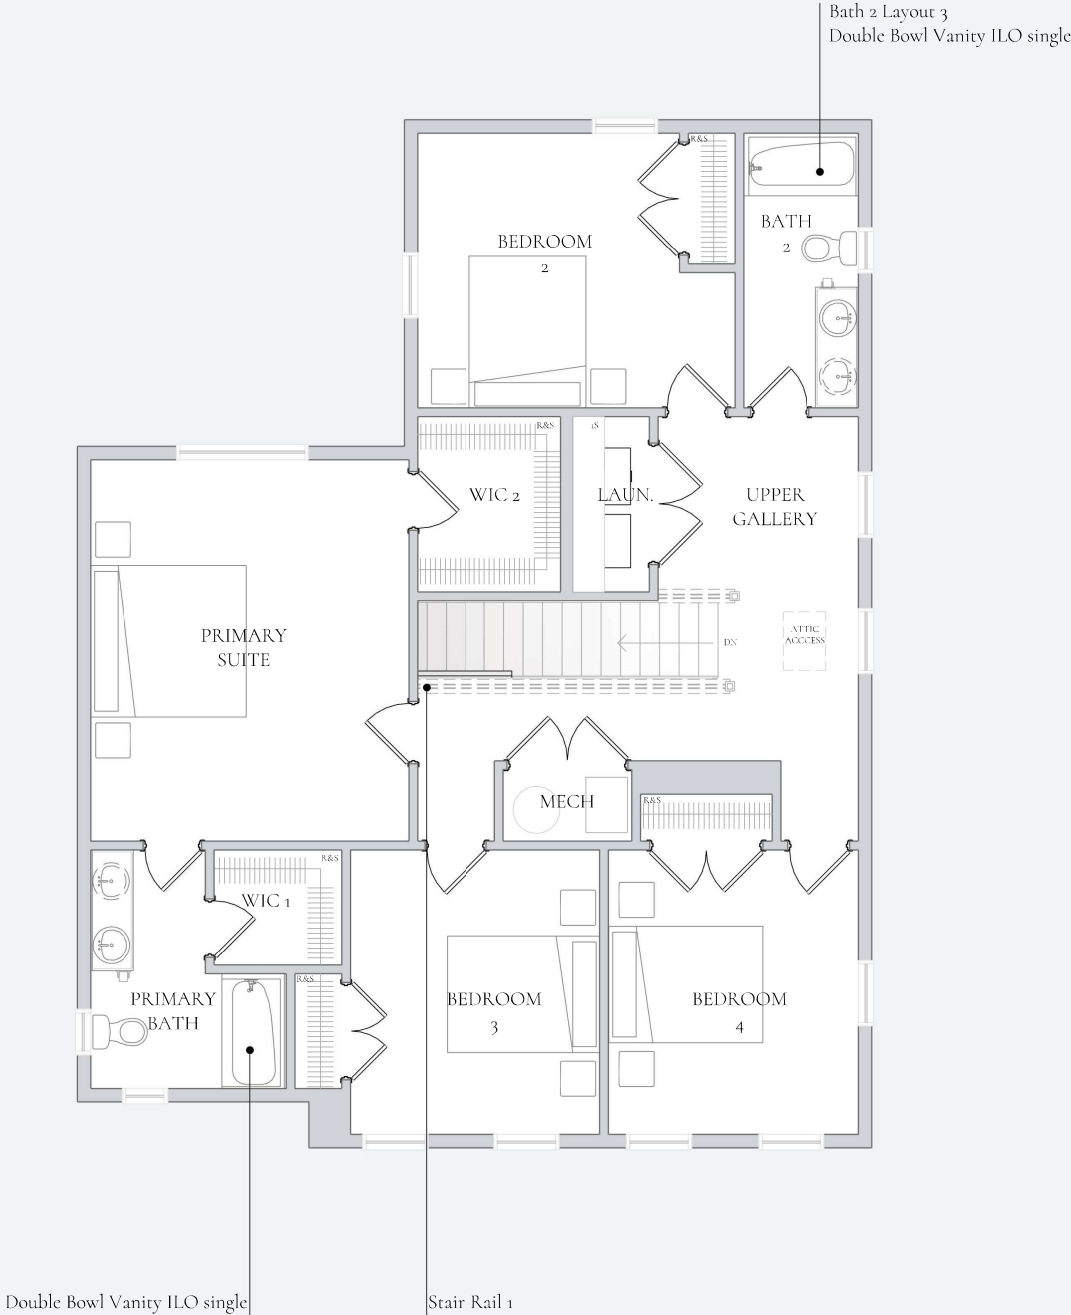 Bath 2 Layout 3
Double Bowl Vanity ILO single
R&S
BATH
2
BEDROOM
2
R&S
1S
WIC 2
LAUN.
UPPER
GALLERY
PRIMARY
SUITE
ATTIC
ACCCESS
DN
MECH
R&S
R&S
WIC 1
R&S
PRIMARY
BATH
BEDROOM
3
BEDROOM
4
Double Bowl Vanity ILO single
Stair Rail 1